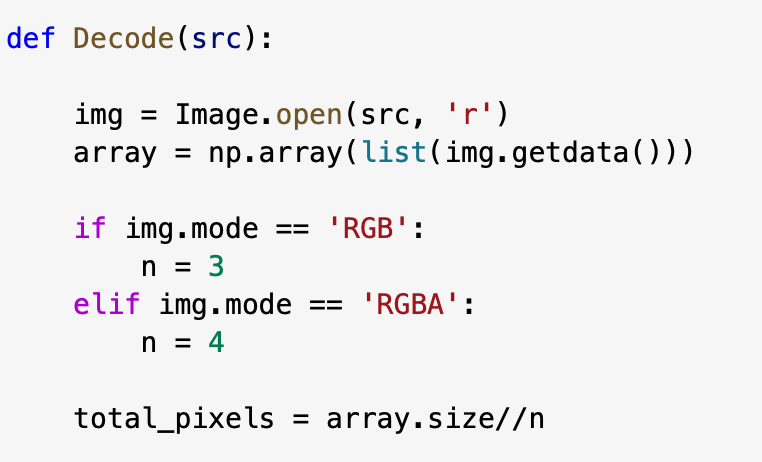 def Decode(src):
    img = Image.open(src, 'r')
    array = np.array(list(img.getdata()))
    if img.mode == 'RGB':
        n = 3
    elif img.mode == 'RGBA':
        n = 4
    total_pixels = array.size//n